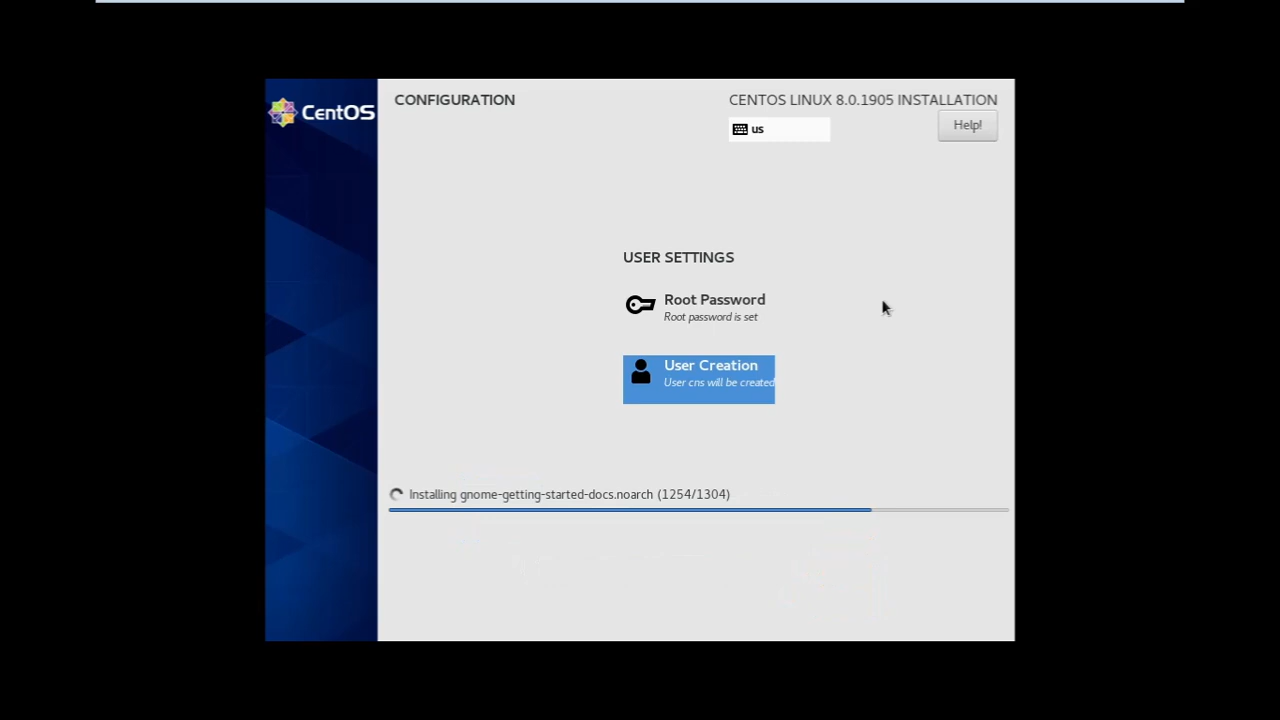 CentOS
CONFIGURATION
CENTOS LINUX 8.0.1905 INSTALLATION
us
Help!
USER SETTINGS
Root Password
Root password is set
User Creation
User cns will be created
Installing gnome-getting-started-docs.noarch (1254/1304)